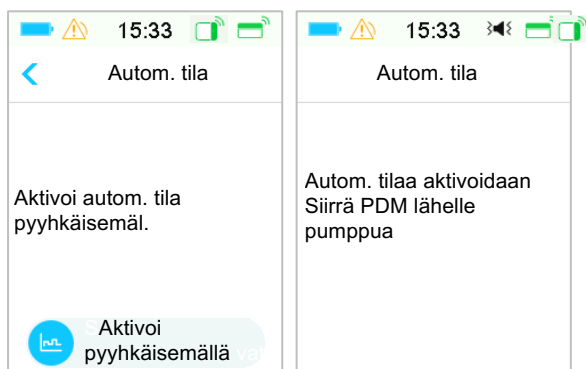 15:33
Autom. tila
Aktivoi autom. tila
pyyhkäisemäl.
Aktivoi
pyyhkäisemällä
15:33
Autom. tila
Autom. tilaa aktivoidaan
Siirrä PDM lähelle
pumppua